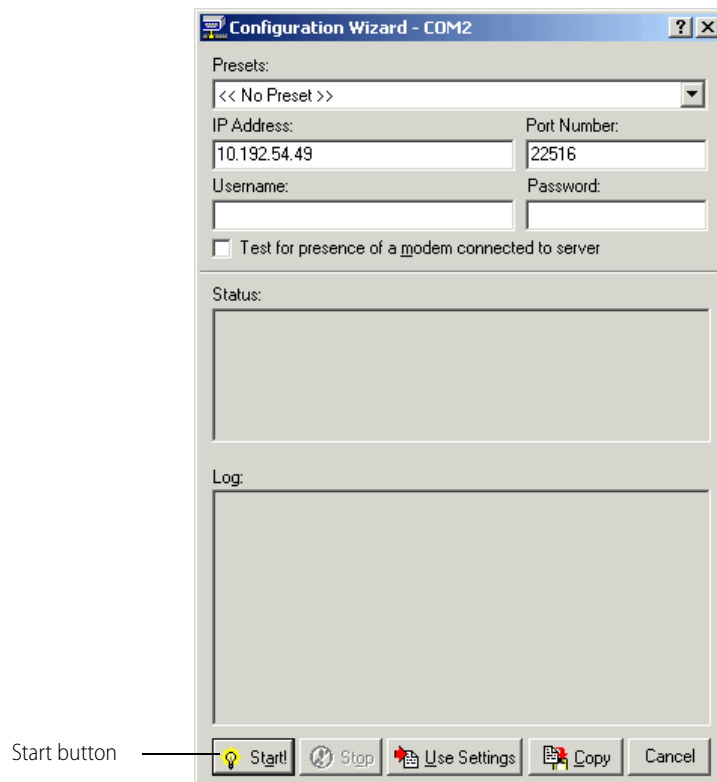 Configuration Wizard - COM2
Presets:
<< No Preset >>
IP Address: Port Number:
10.192.54.49 22516
Username: Password:
Test for presence of a modem connected to server
Status:
Log:
Start button
Start! Stop Use Settings Copy Cancel